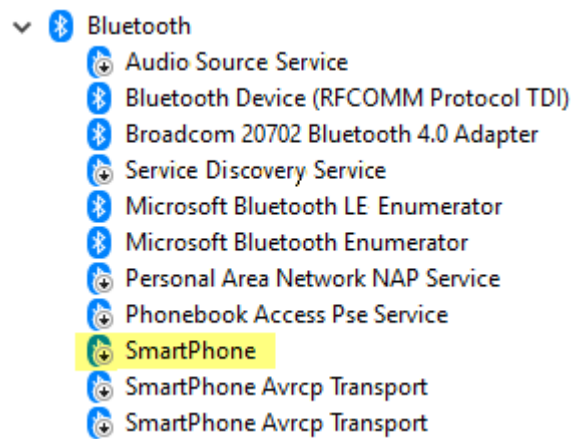 Bluetooth
Audio Source Service
Bluetooth Device (RFCOMM Protocol TDI)
Broadcom 20702 Bluetooth 4.0 Adapter
Service Discovery Service
Microsoft Bluetooth LE Enumerator
Microsoft Bluetooth Enumerator
Personal Area Network NAP Service
Phonebook Access Pse Service
SmartPhone
SmartPhone Avrcp Transport
SmartPhone Avrcp Transport